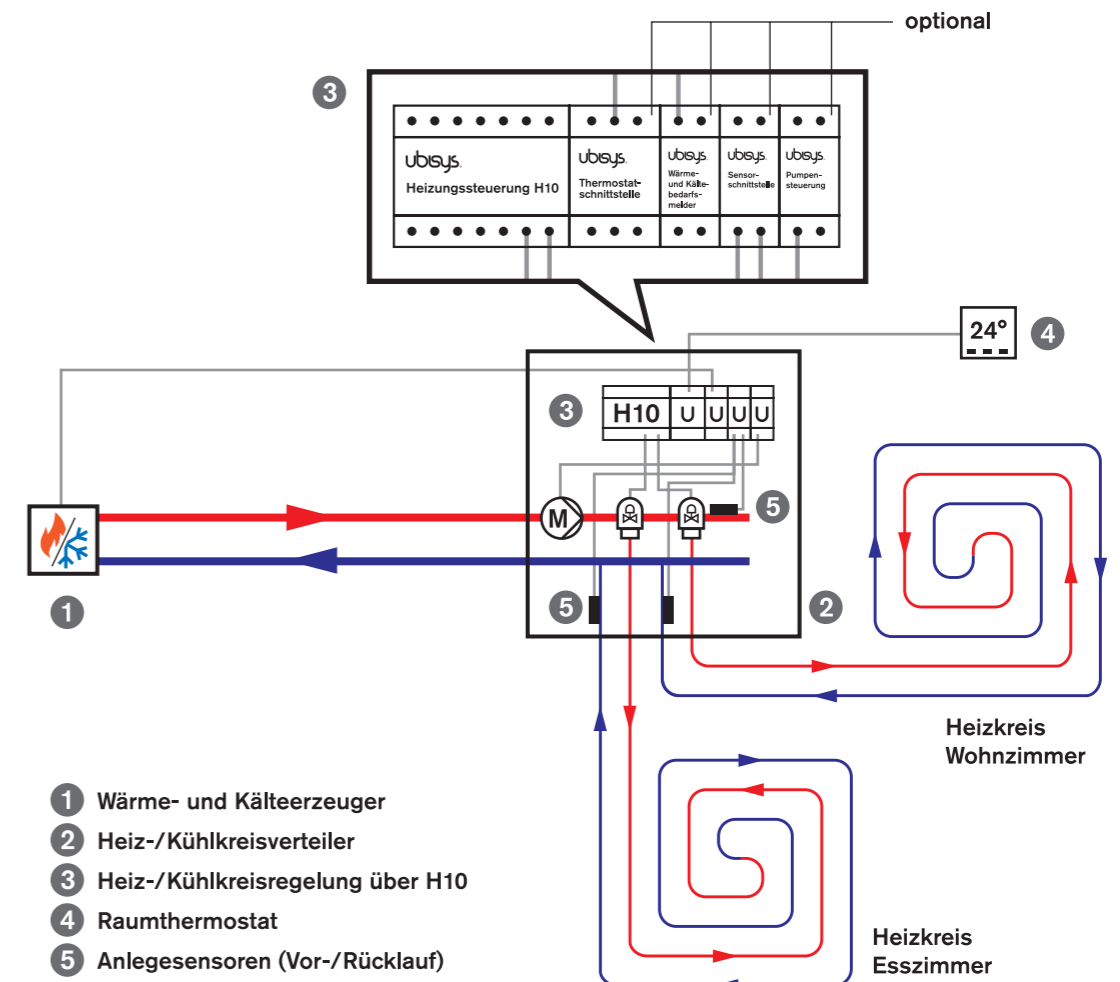 optional
3
ubisys.
Heizungssteuerung H10
ubisys.
Thermostat-
schnittstelle
ubisys.
Wärme-
und Kälte-
bedarfs-
melder
ubisys.
Sensor-
schnittstelle
ubisys.
Pumpen-
steuerung
24°
4
3
H10
U
U
U
U
M
5
1
5
2
Heizkreis
Wohnzimmer
1 Wärme- und Kälteerzeuger
2 Heiz-/Kühlkreisverteiler
3 Heiz-/Kühlkreisregelung über H10
4 Raumthermostat
5 Anlegesensoren (Vor-/Rücklauf)
Heizkreis
Esszimmer